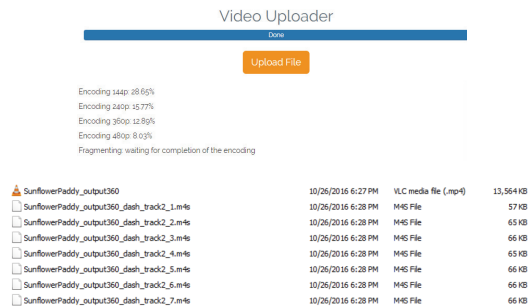 Video Uploader
Done
Upload File
Encoding 144p: 28.65%
Encoding 240p: 15.77%
Encoding 360p: 12.89%
Encoding 480p: 8.03%
Fragmenting: waiting for completion of the encoding
SunflowerPaddy_output360 10/26/2016 6:27 PM VLC media file (.mp4) 13,564 KB
SunflowerPaddy_output360_dash_track2_1.m4s 10/26/2016 6:28 PM M4S File 57 KB
SunflowerPaddy_output360_dash_track2_2.m4s 10/26/2016 6:28 PM M4S File 65 KB
SunflowerPaddy_output360_dash_track2_3.m4s 10/26/2016 6:28 PM M4S File 66 KB
SunflowerPaddy_output360_dash_track2_4.m4s 10/26/2016 6:28 PM M4S File 65 KB
SunflowerPaddy_output360_dash_track2_5.m4s 10/26/2016 6:28 PM M4S File 66 KB
SunflowerPaddy_output360_dash_track2_6.m4s 10/26/2016 6:28 PM M4S File 66 KB
SunflowerPaddy_output360_dash_track2_7.m4s 10/26/2016 6:28 PM M4S File 66 KB